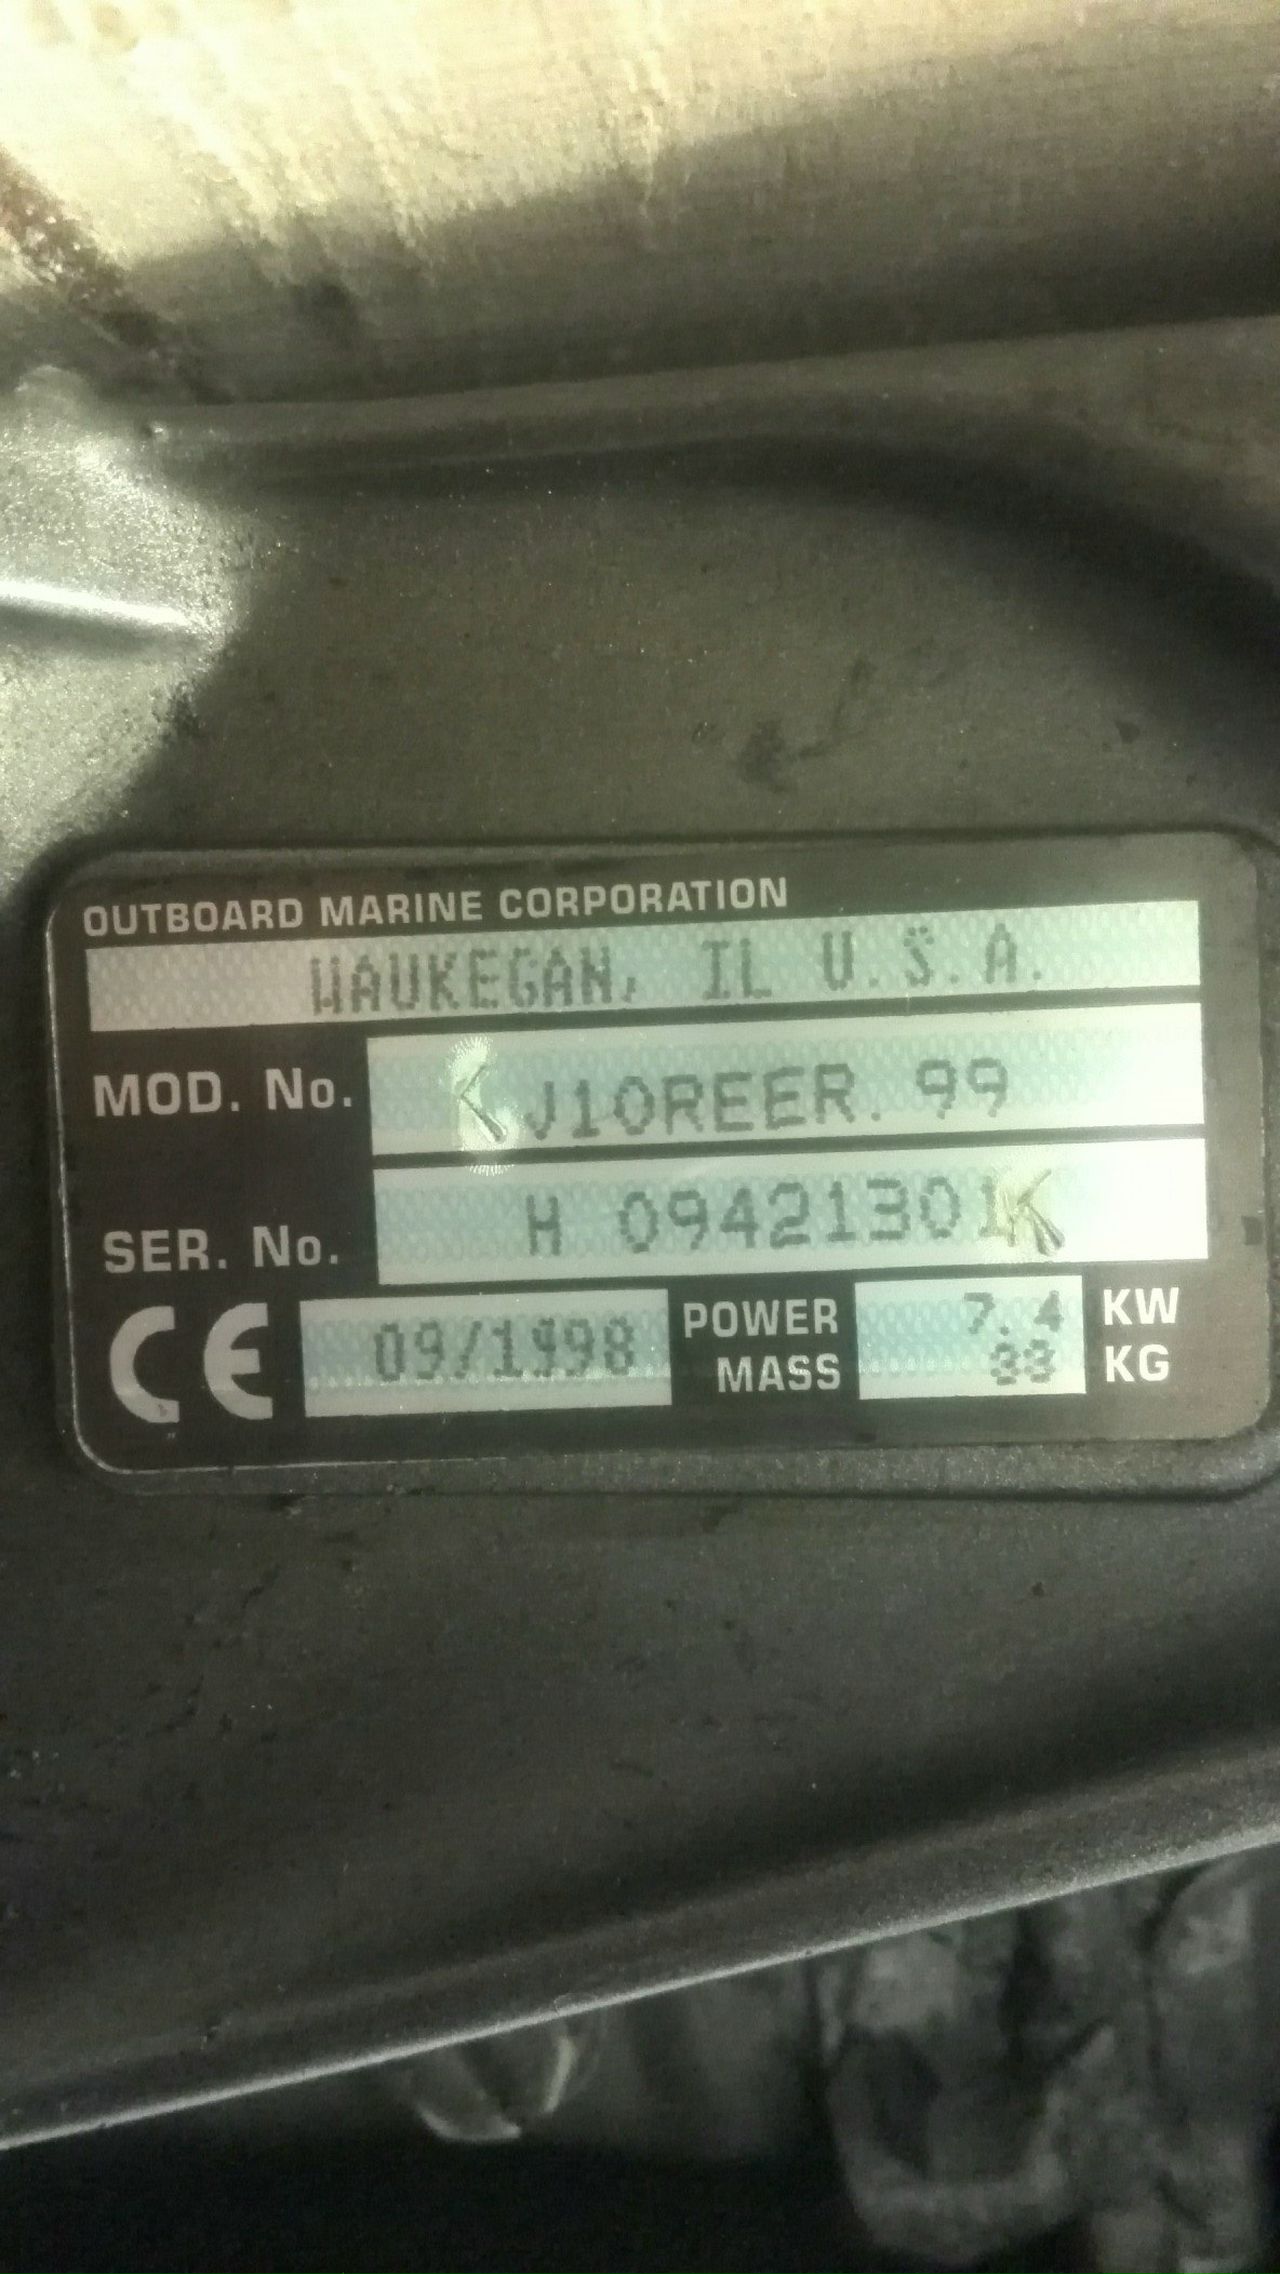 OUTBOARD MARINE CORPORATION
WAUKEGAN, IL U.S.A.
MOD. No. J10REER.99
SER. No. H 09421301
CE 09/1998 POWER 7.4 KW
MASS 33 KG